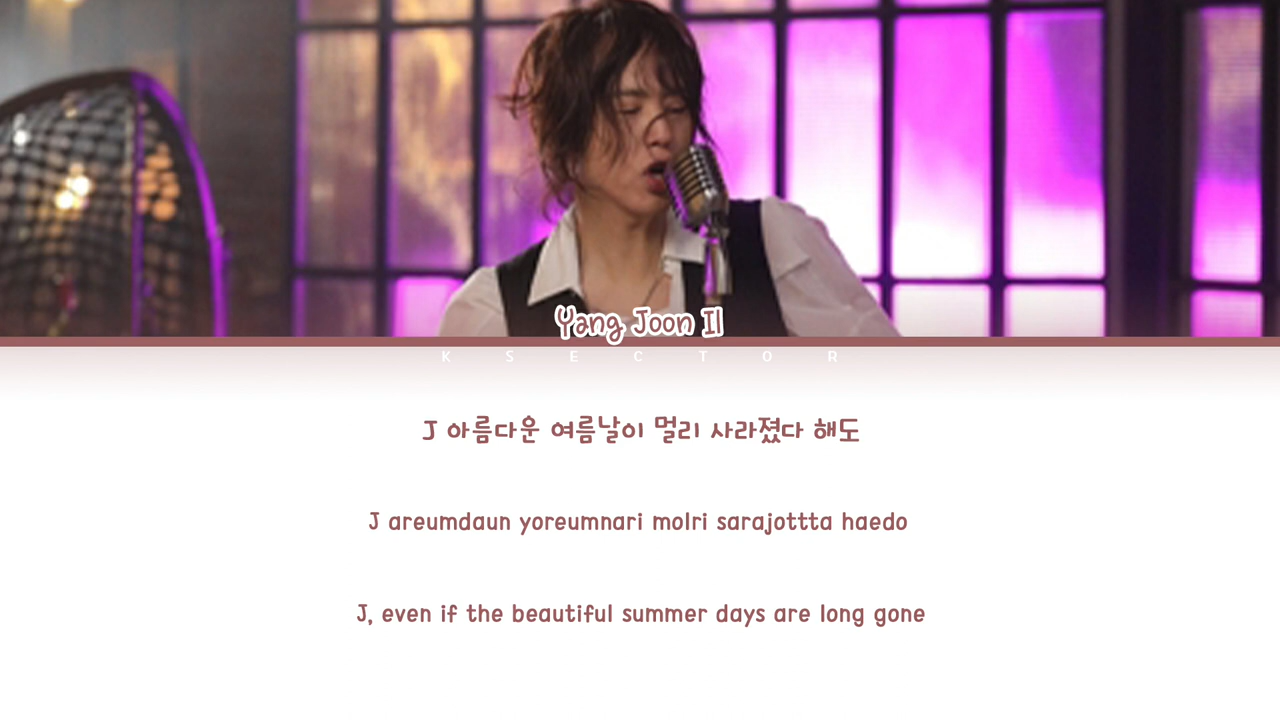 Yang Joon Il
K S E C T O R
J 아름다운 여름날이 멀리 사라졌다 해도
J areumdaun yoreumnari molri sarajottta haedo
J, even if the beautiful summer days are long gone